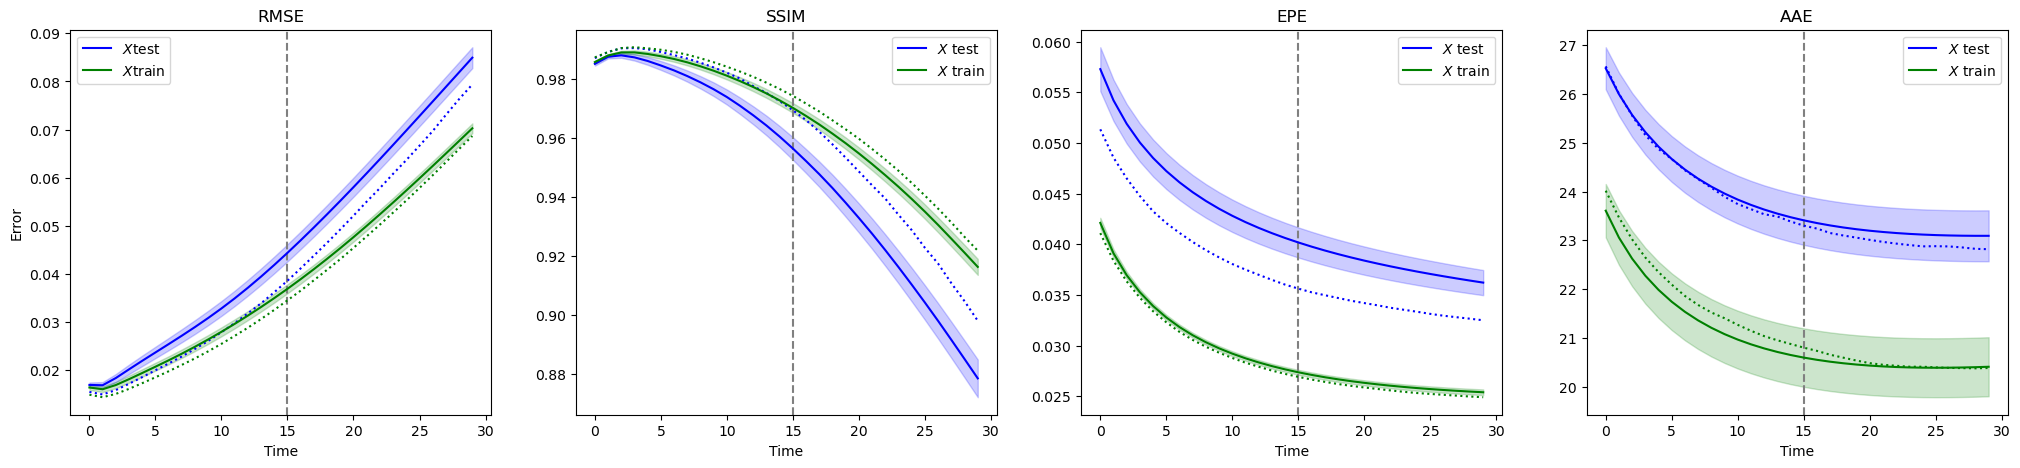 RMSE
Error
0.09
0.08
0.07
0.06
0.05
0.04
0.03
0.02
Xtest
Xtrain
0 5 10 15 20 25 30
Time
SSIM
0.98
0.96
0.94
0.92
0.90
0.88
X test
X train
0 5 10 15 20 25 30
Time
EPE
0.060
0.055
0.050
0.045
0.040
0.035
0.030
0.025
X test
X train
0 5 10 15 20 25 30
Time
AAE
27
26
25
24
23
22
21
20
X test
X train
0 5 10 15 20 25 30
Time